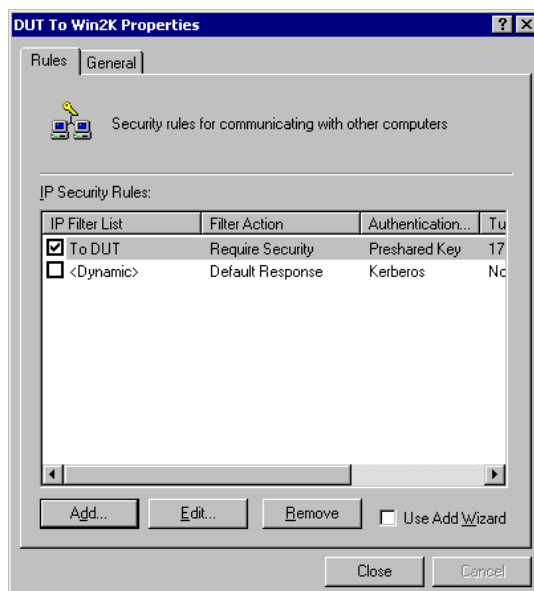 DUT To Win2K Properties
Rules General
Security rules for communicating with other computers
IP Security Rules:
IP Filter List Filter Action Authentication... Tu
To DUT Require Security Preshared Key 17
<Dynamic> Default Response Kerberos No
Add... Edit... Remove Use Add Wizard
Close Cancel